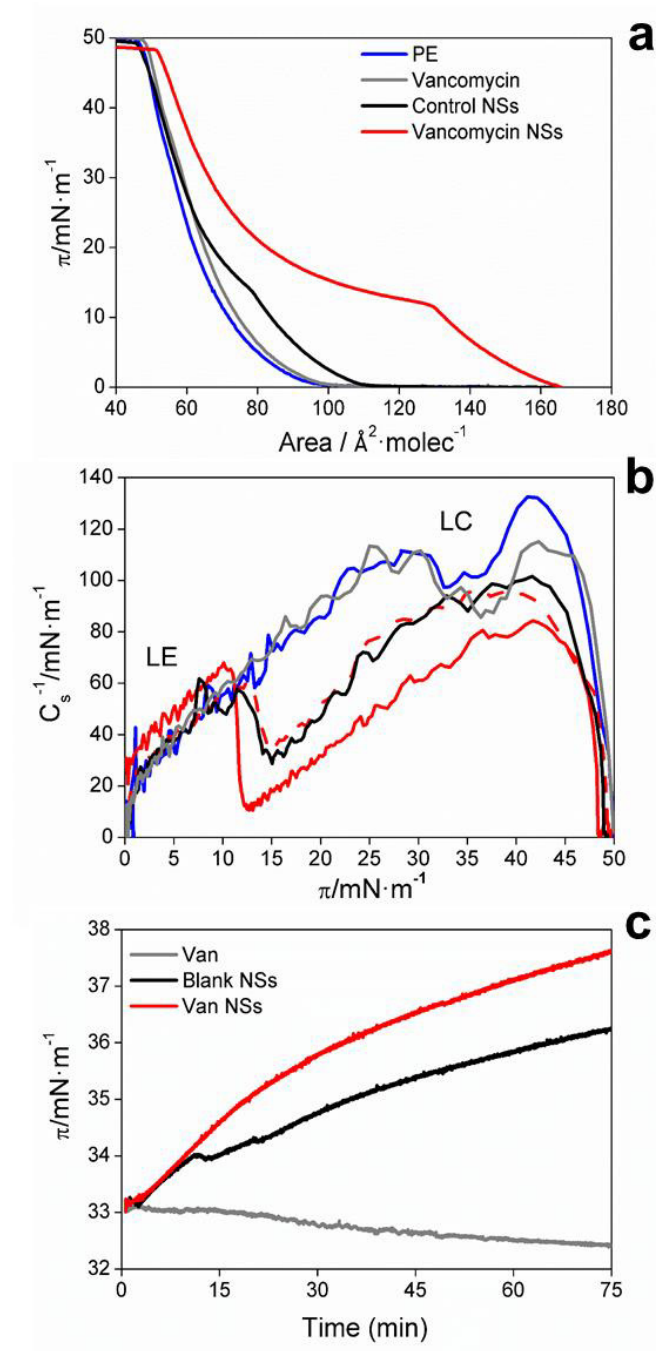 a
50
40
30
20
10
0
π/mN·m⁻¹
PE
Vancomycin
Control NSs
Vancomycin NSs
40 60 80 100 120 140 160 180
Area / Å²·molec⁻¹
b
140
120
100
80
60
40
20
0
Cₛ⁻¹/mN·m⁻¹
LE
LC
0 5 10 15 20 25 30 35 40 45 50
π/mN·m⁻¹
c
38
37
36
35
34
33
32
π/mN·m⁻¹
Van
Blank NSs
Van NSs
0 15 30 45 60 75
Time (min)